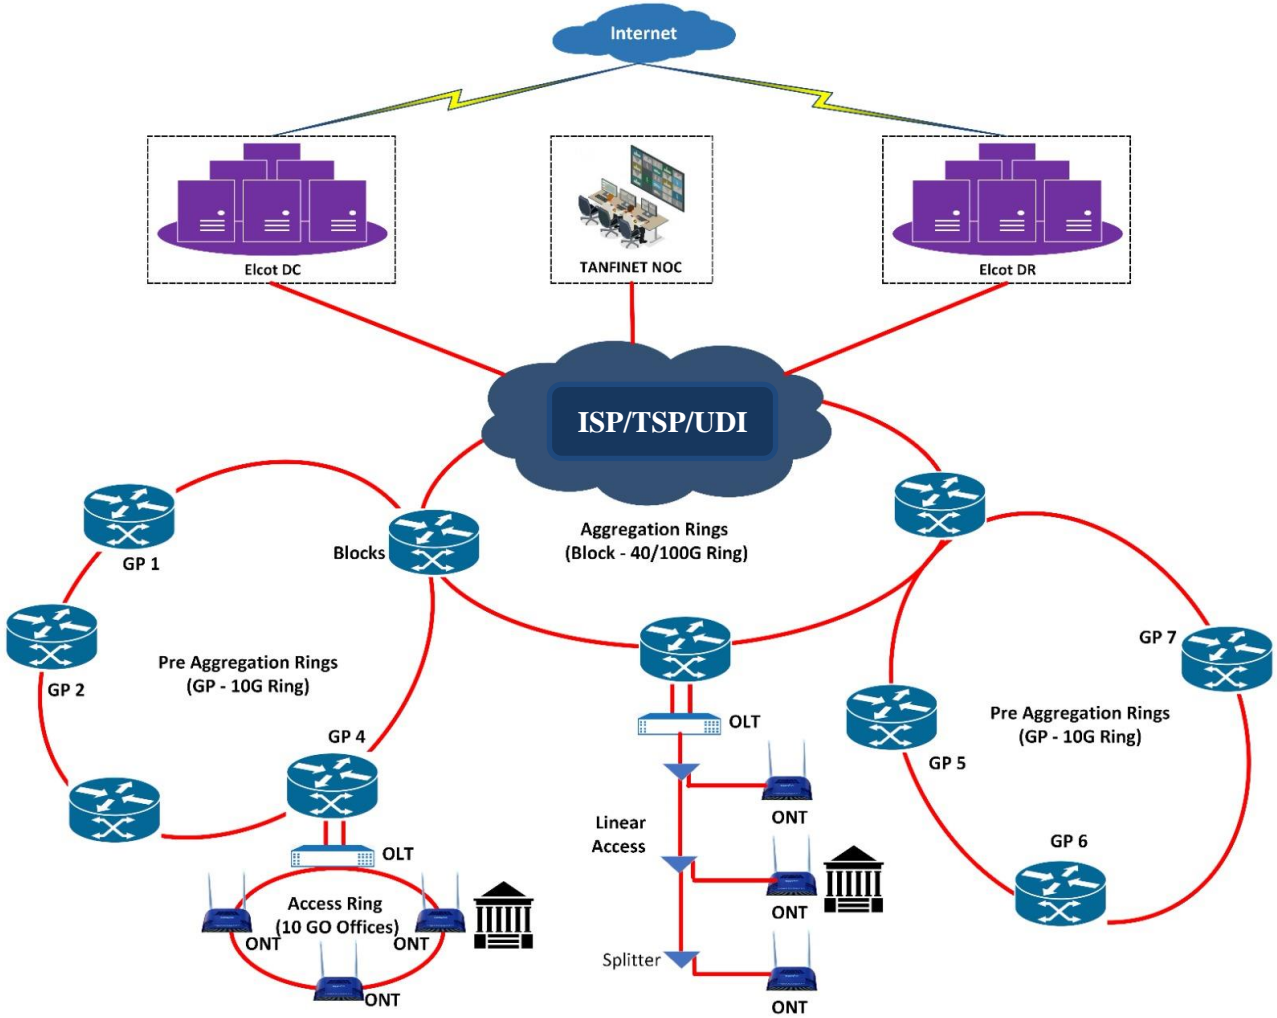 Internet
Elcot DC
TANFINET NOC
Elcot DR
ISP/TSP/UDI
Aggregation Rings
(Block - 40/100G Ring)
Blocks
GP 1
GP 2
Pre Aggregation Rings
(GP - 10G Ring)
GP 4
OLT
Access Ring
(10 GO Offices)
ONT
ONT
ONT
OLT
Linear
Access
Splitter
ONT
ONT
ONT
GP 7
Pre Aggregation Rings
(GP - 10G Ring)
GP 5
GP 6